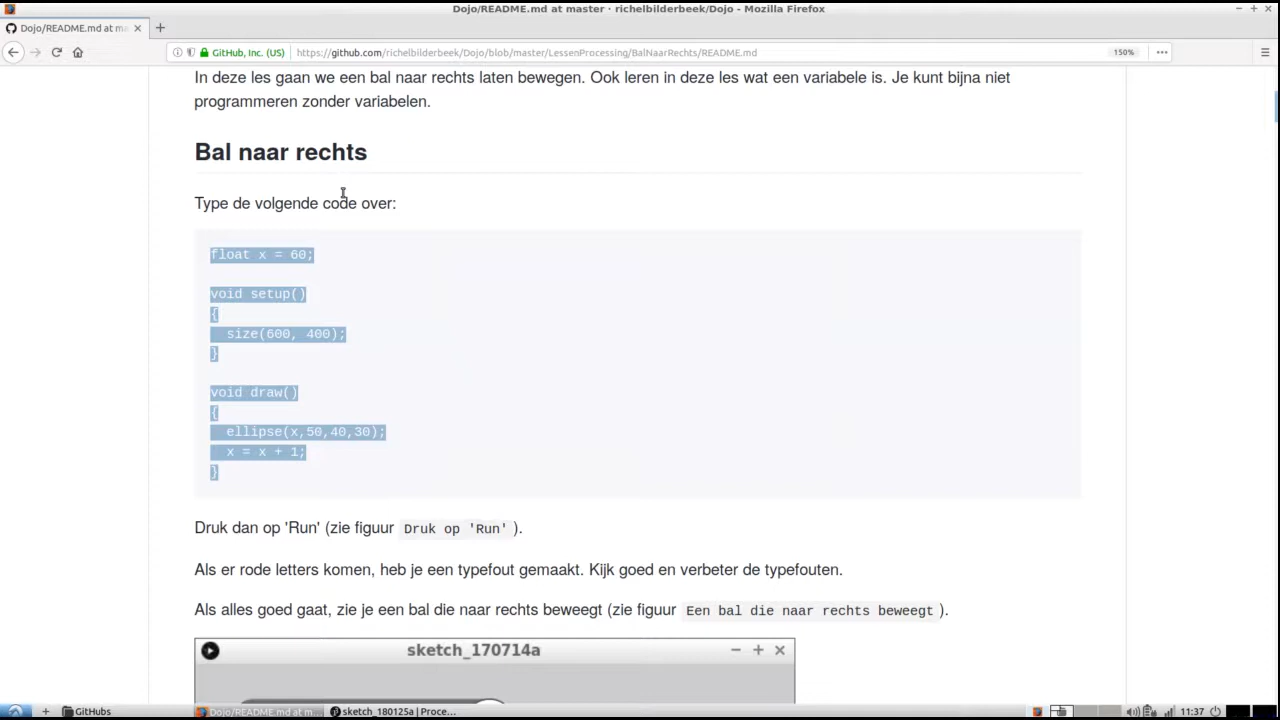 Dojo/README.md at master · richelbilderbeek/Dojo - Mozilla Firefox
Dojo/README.md at ma
GitHub, Inc. (US) https://github.com/richelbilderbeek/Dojo/blob/master/LessenProcessing/BalNaarRechts/README.md 150%
In deze les gaan we een bal naar rechts laten bewegen. Ook leren in deze les wat een variabele is. Je kunt bijna niet
programmeren zonder variabelen.
Bal naar rechts
Type de volgende code over:
float x = 60;
void setup()
{
size(600, 400);
}
void draw()
{
ellipse(x,50,40,30);
x = x + 1;
}
Druk dan op 'Run' (zie figuur Druk op 'Run' ).
Als er rode letters komen, heb je een typefout gemaakt. Kijk goed en verbeter de typefouten.
Als alles goed gaat, zie je een bal die naar rechts beweegt (zie figuur Een bal die naar rechts beweegt ).
sketch_170714a
GitHubs Dojo/README.md at m... sketch_180125a | Proce... 11:37